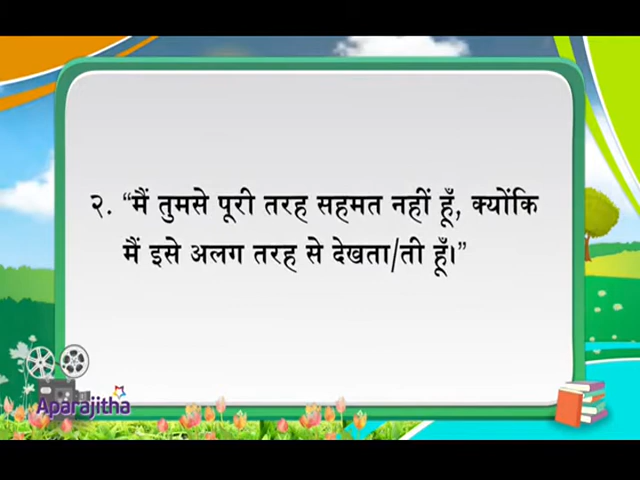 २. “मैं तुमसे पूरी तरह सहमत नहीं हूँ, क्योंकि
मैं इसे अलग तरह से देखता/ती हूँ।”
Aparajitha